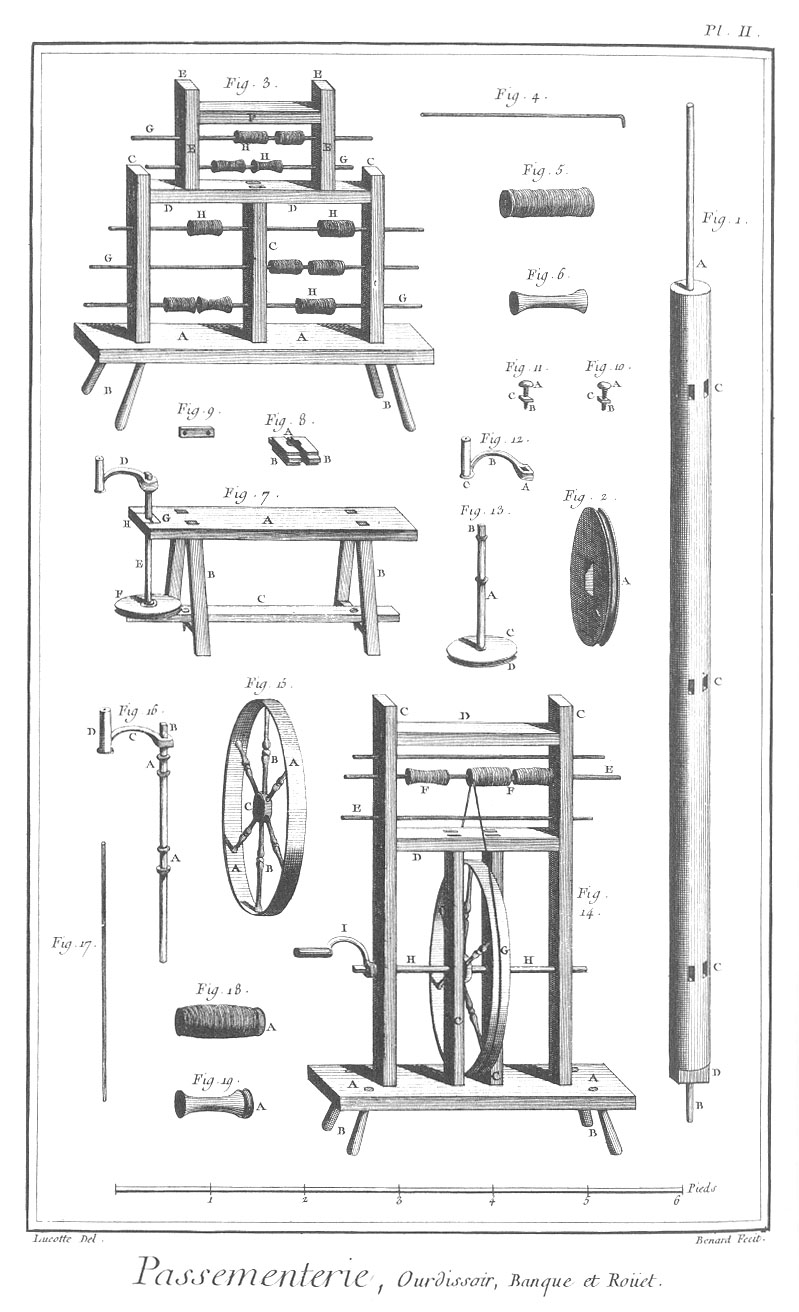 Pl. II.
E
Fig. 3.
E
Fig. 4.
G
F
B
H
B
H
G
C
C
Fig. 5.
D
D
H
H
Fig. 1.
C
G
A
Fig. 6.
H
G
A
A
B
B
Fig. 11.
Fig. 10.
A
A
C
C
B
B
C
Fig. 9.
Fig. 8.
A
B
B
Fig. 12.
B
C
A
D
Fig. 7.
H
G
A
Fig. 13.
B
Fig. 2.
E
B
B
F
C
A
A
C
D
C
Fig. 16.
D
C
B
A
A
Fig. 15.
B
A
C
A
B
C
D
C
E
F
F
E
D
Fig. 14.
Fig. 17.
I
H
G
H
C
C
C
Fig. 18.
A
A
A
D
Fig. 19.
A
B
B
B
1
2
3
4
5
6
Pieds
Lucotte Del.
Benard Fecit.
Passementerie, Ourdissoir, Banque et Roüet.